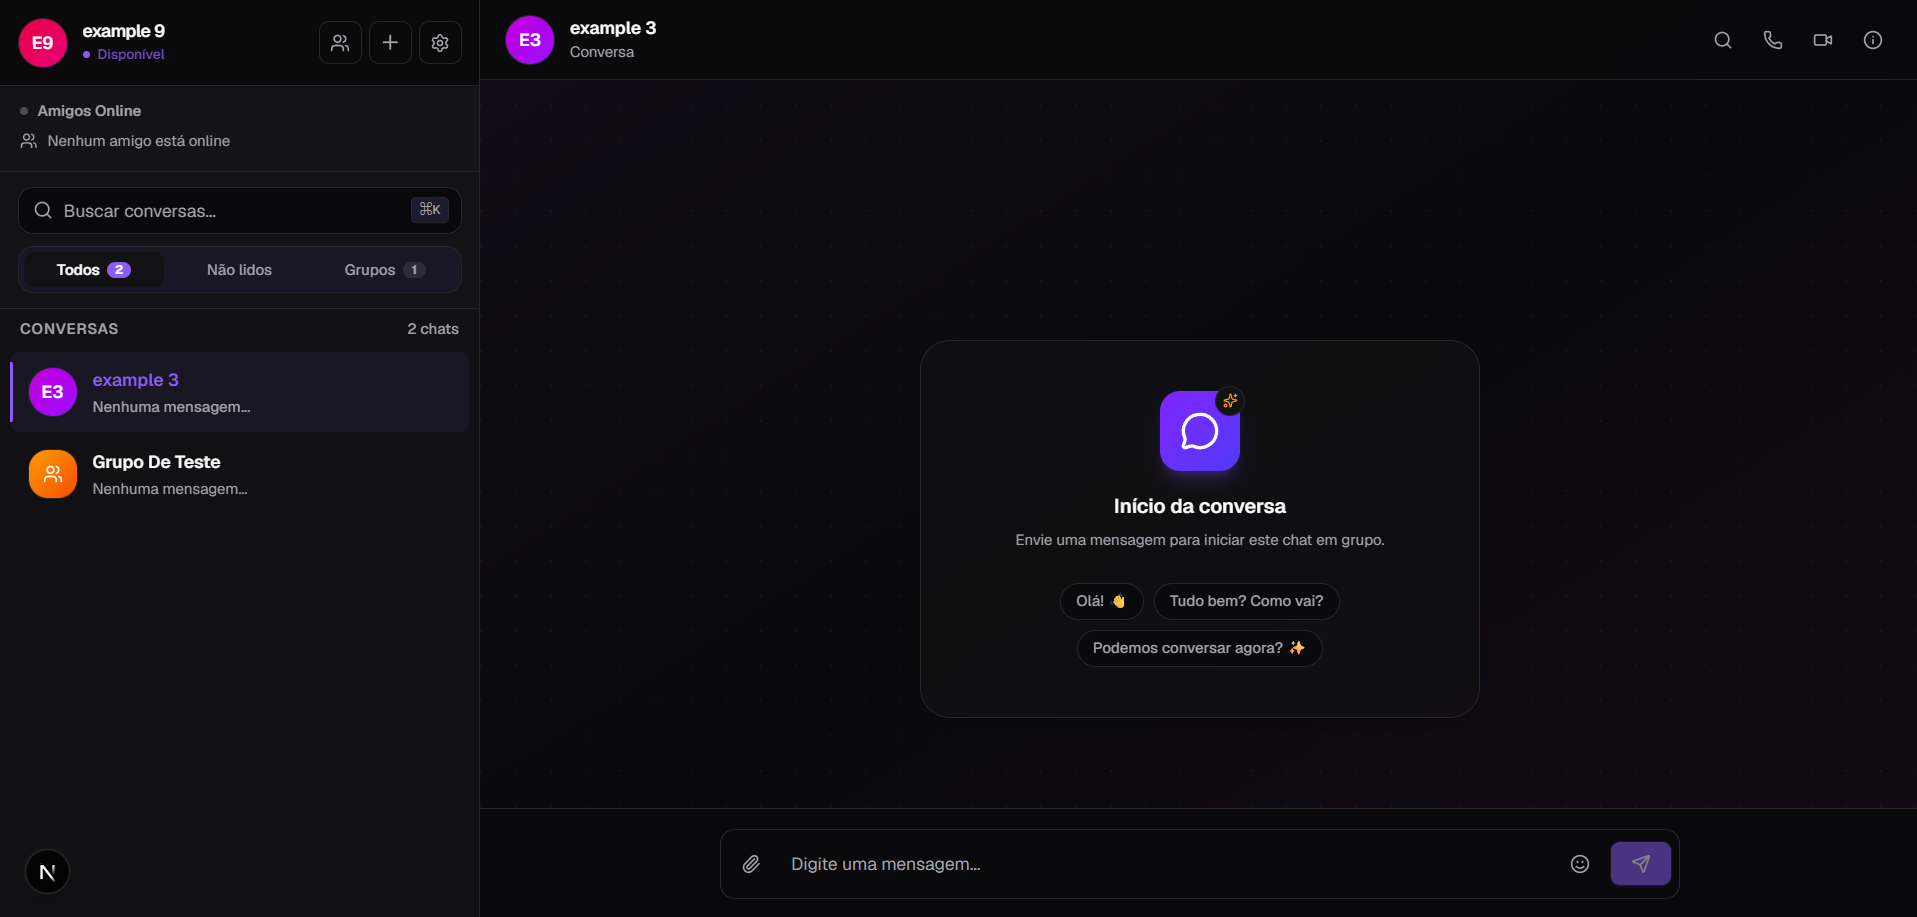 E9
example 9
Disponível
Amigos Online
Nenhum amigo está online
Buscar conversas...
⌘K
Todos 2
Não lidos
Grupos 1
CONVERSAS
2 chats
E3
example 3
Nenhuma mensagem...
Grupo De Teste
Nenhuma mensagem...
N
E3
example 3
Conversa
Início da conversa
Envie uma mensagem para iniciar este chat em grupo.
Olá! 👋
Tudo bem? Como vai?
Podemos conversar agora? ✨
Digite uma mensagem...